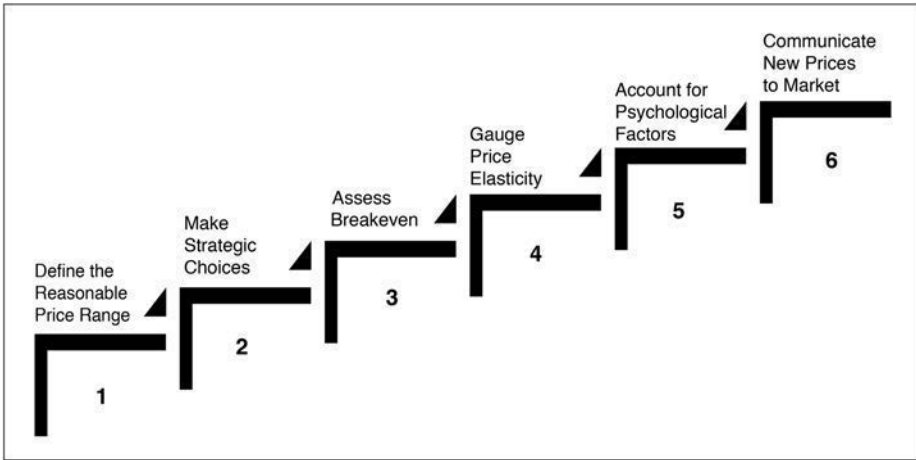 Define the
Reasonable
Price Range
1
Make
Strategic
Choices
2
Assess
Breakeven
3
Gauge
Price
Elasticity
4
Account for
Psychological
Factors
5
Communicate
New Prices
to Market
6